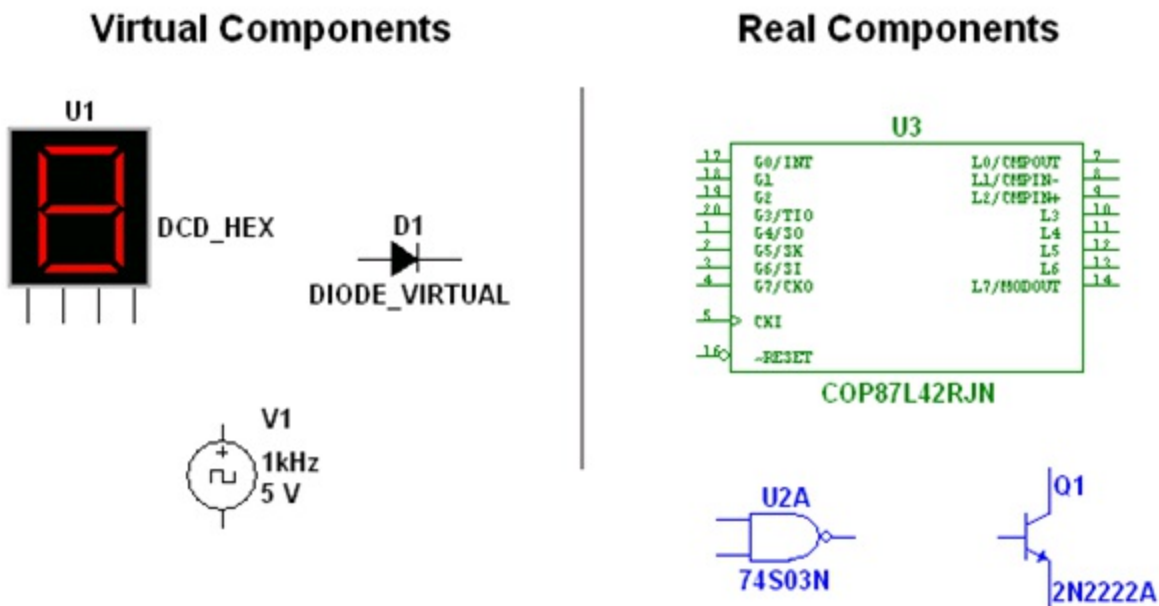 Virtual Components
Real Components
U1
DCD_HEX
D1
DIODE_VIRTUAL
V1
+
1kHz
5 V
U3
17 G0/INT L0/CMPOUT 7
18 G1 L1/CMPIN- 8
19 G2 L2/CMPIN+ 9
20 G3/TIO L3 10
1 G4/SO L4 11
2 G5/SK L5 12
3 G6/SI L6 13
4 G7/CKO L7/MODOUT 14
5 CKI
16 ~RESET
COP87L42RJN
U2A
74S03N
Q1
2N2222A